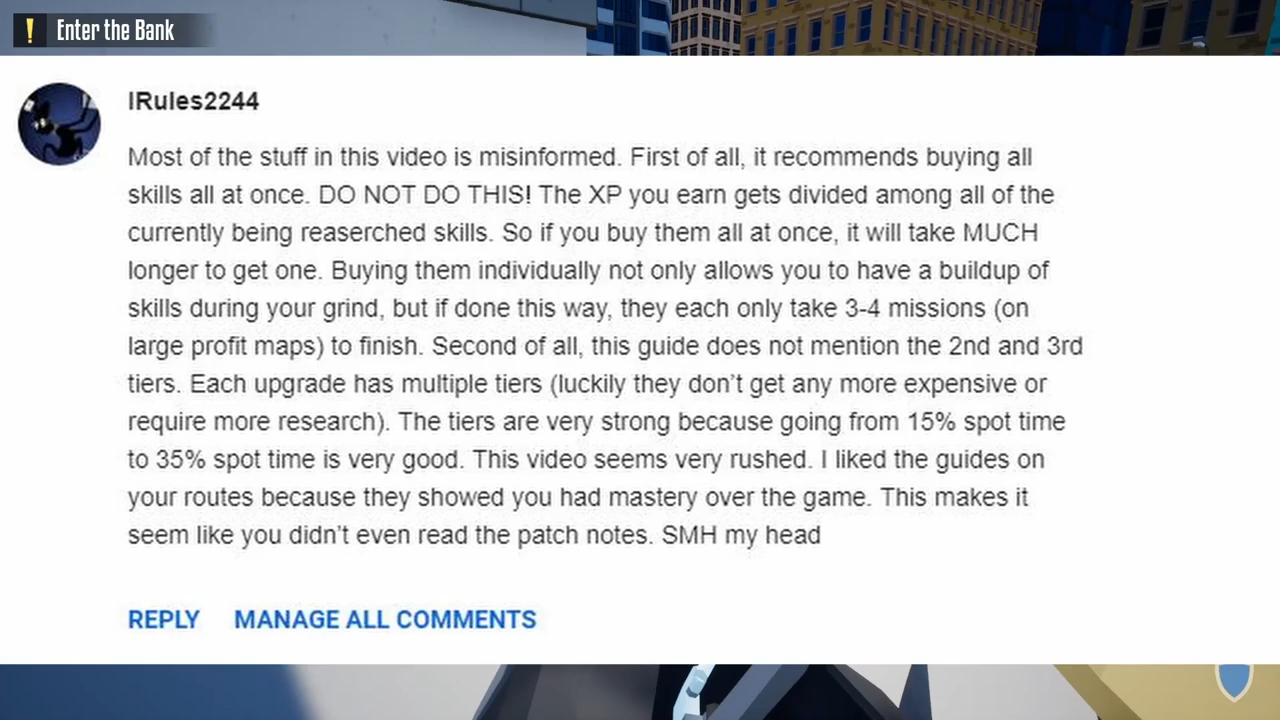 ! Enter the Bank
IRules2244
Most of the stuff in this video is misinformed. First of all, it recommends buying all
skills all at once. DO NOT DO THIS! The XP you earn gets divided among all of the
currently being reaserched skills. So if you buy them all at once, it will take MUCH
longer to get one. Buying them individually not only allows you to have a buildup of
skills during your grind, but if done this way, they each only take 3-4 missions (on
large profit maps) to finish. Second of all, this guide does not mention the 2nd and 3rd
tiers. Each upgrade has multiple tiers (luckily they don’t get any more expensive or
require more research). The tiers are very strong because going from 15% spot time
to 35% spot time is very good. This video seems very rushed. I liked the guides on
your routes because they showed you had mastery over the game. This makes it
seem like you didn’t even read the patch notes. SMH my head
REPLY MANAGE ALL COMMENTS